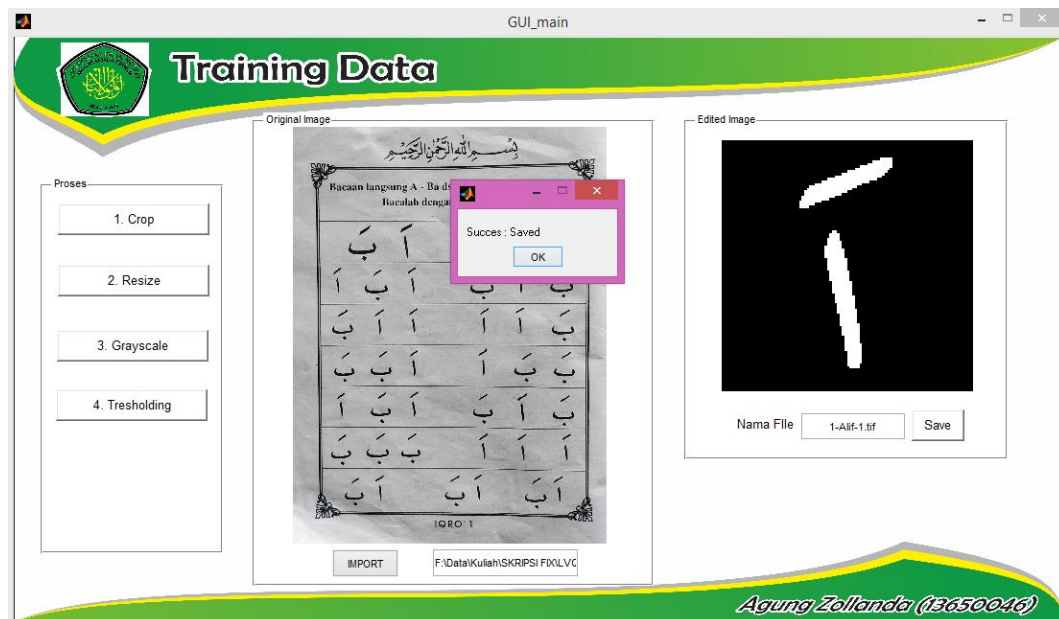 GUI_main
Training Data
Proses
1. Crop
2. Resize
3. Grayscale
4. Tresholding
Original Image
بِسْمِ اللهِ الرَّحْمٰنِ الرَّحِيْمِ
Bacaan langsung A - Ba
Bacalah
اَ بَ
بَ اَ بَ اَ بَ اَ
بَ اَ اَ اَ اَ بَ
بَ بَ اَ اَ بَ بَ
بَ اَ بَ اَ بَ اَ
اَ اَ اَ بَ بَ بَ
اَ بَ اَ بَ اَ بَ
IQRO' 1
IMPORT
F:\Data\Kuliah\SKRIPSI FIX\LVQ
Succes : Saved
OK
Edited Image
Nama FIle
1-Alif-1.tif
Save
Agung Zollanda (13650046)